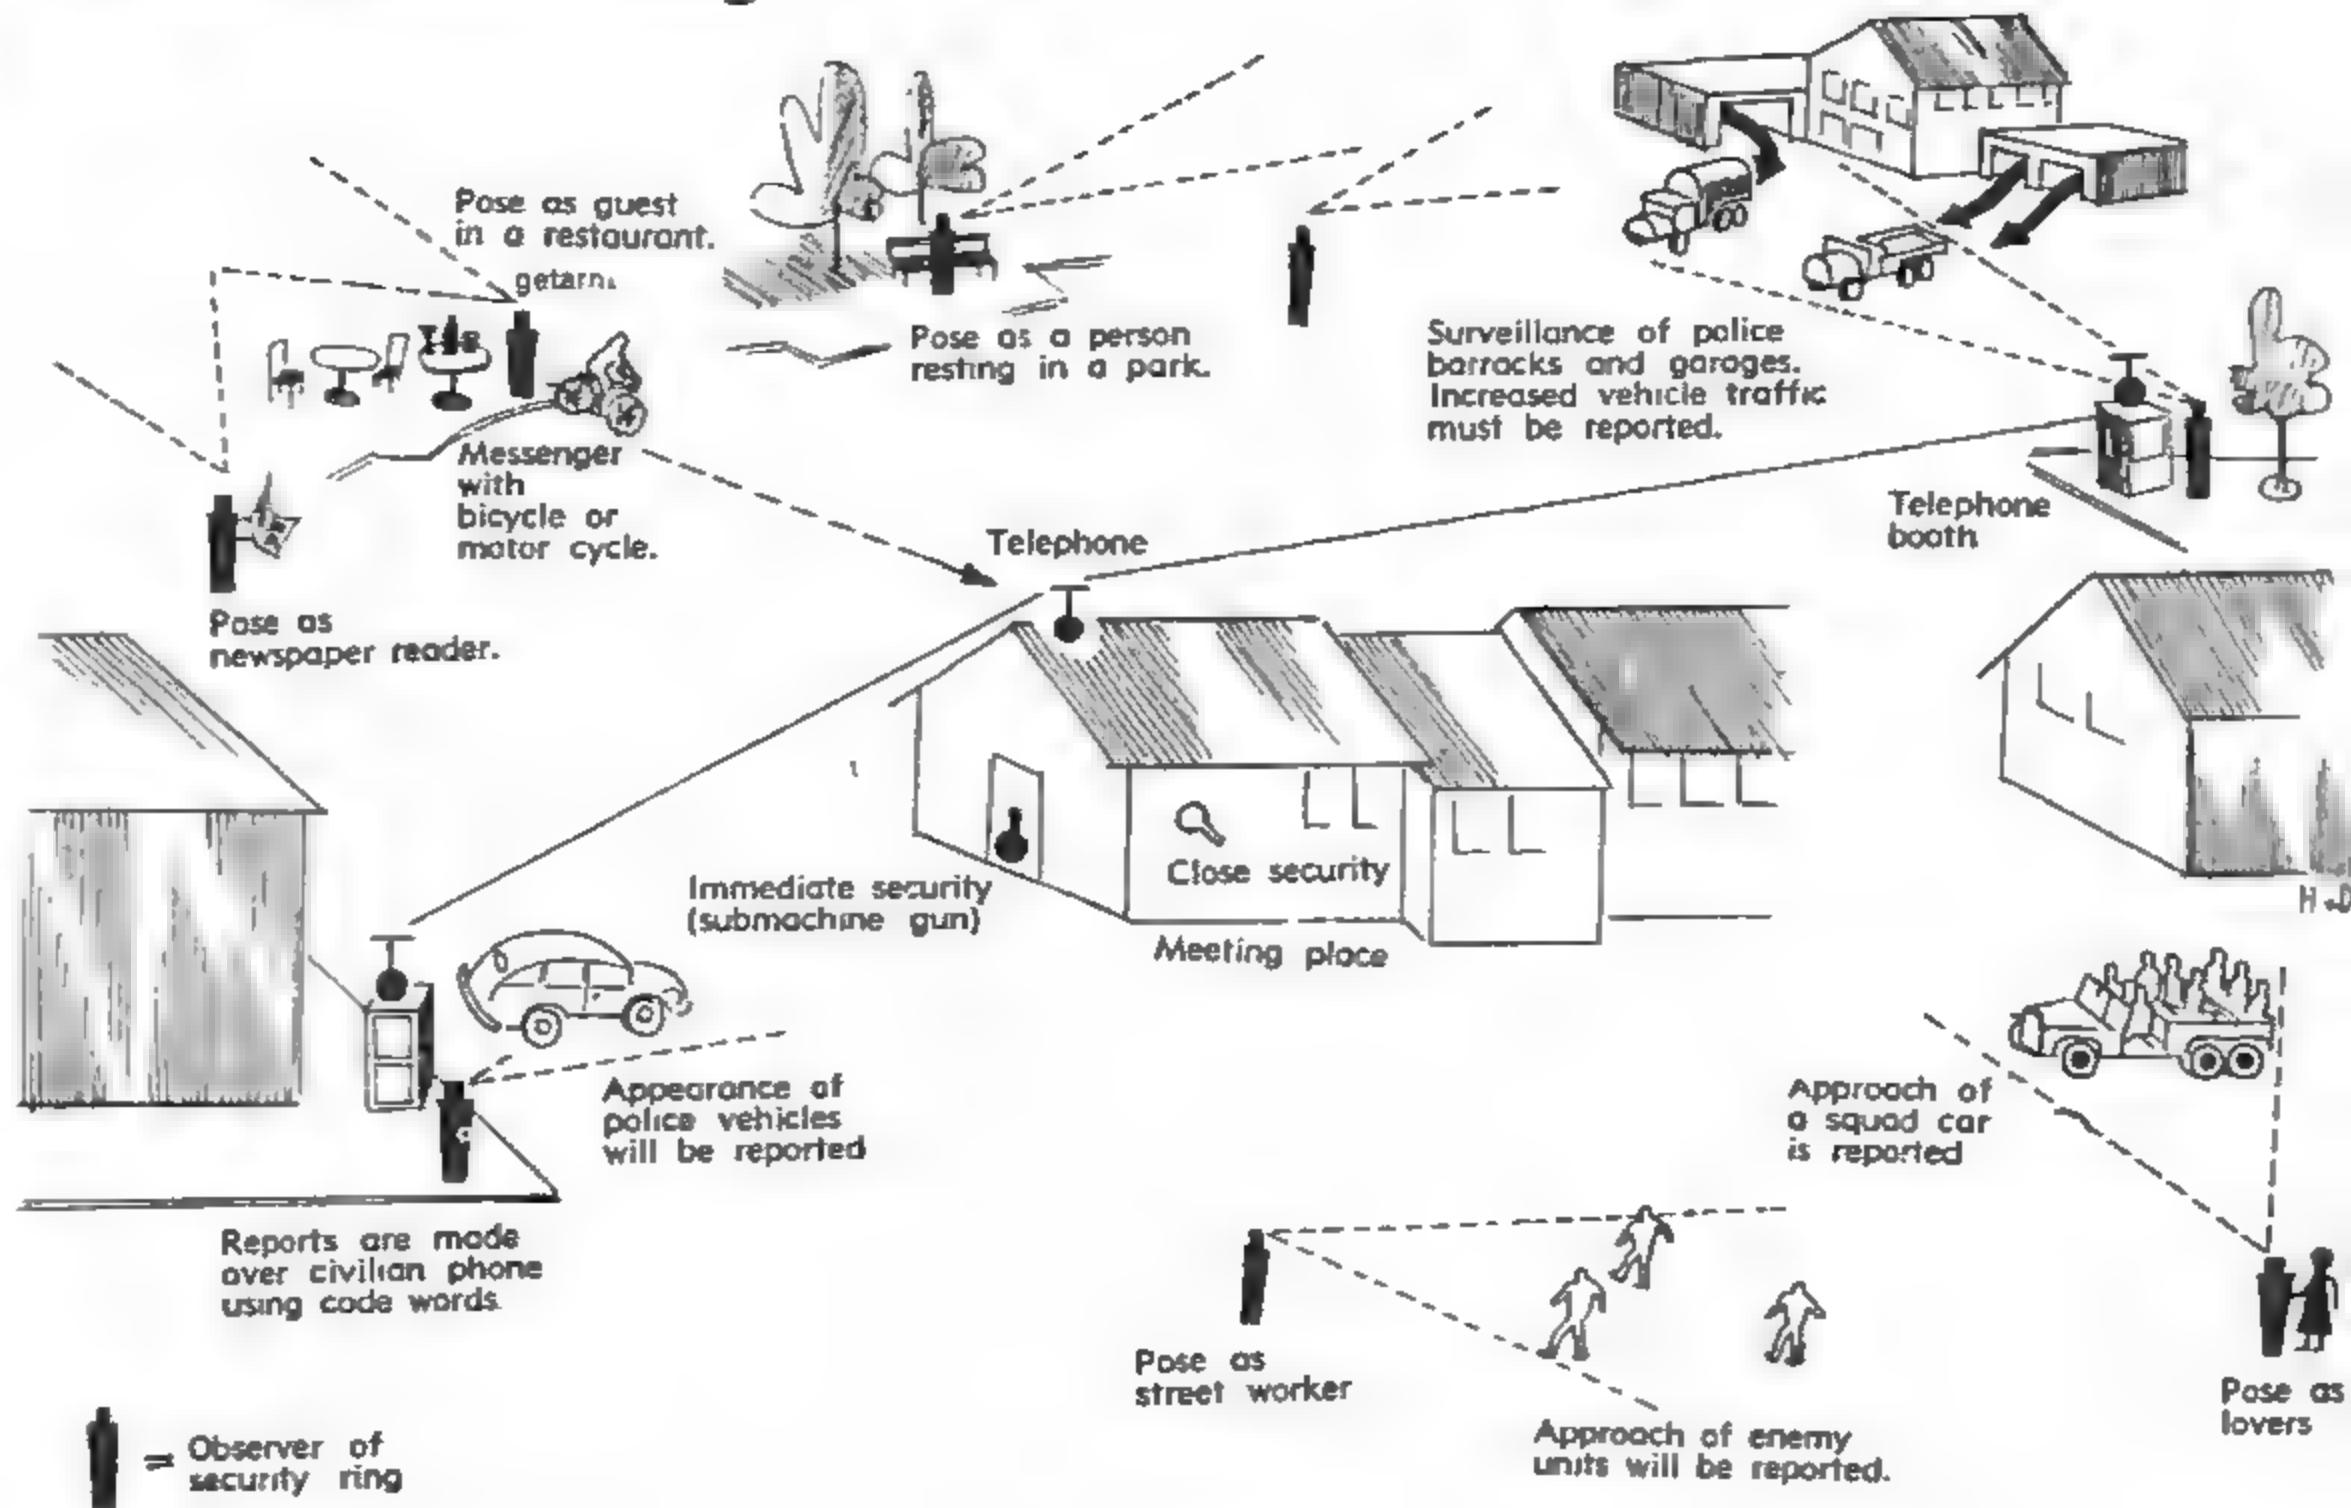 Pose as guest
in a restaurant.
getarn
Pose as a person
resting in a park.
Surveillance of police
barracks and garages.
Increased vehicle traffic
must be reported.
Messenger
with
bicycle or
motor cycle.
Telephone
booth
Telephone
Pose as
newspaper reader.
Immediate security
(submachine gun)
Close security
Meeting place
H.D
Appearance of
police vehicles
will be reported
Approach of
a squad car
is reported
Reports are made
over civilian phone
using code words.
Pose as
street worker
Pose as
lovers
Approach of enemy
units will be reported.
= Observer of
security ring